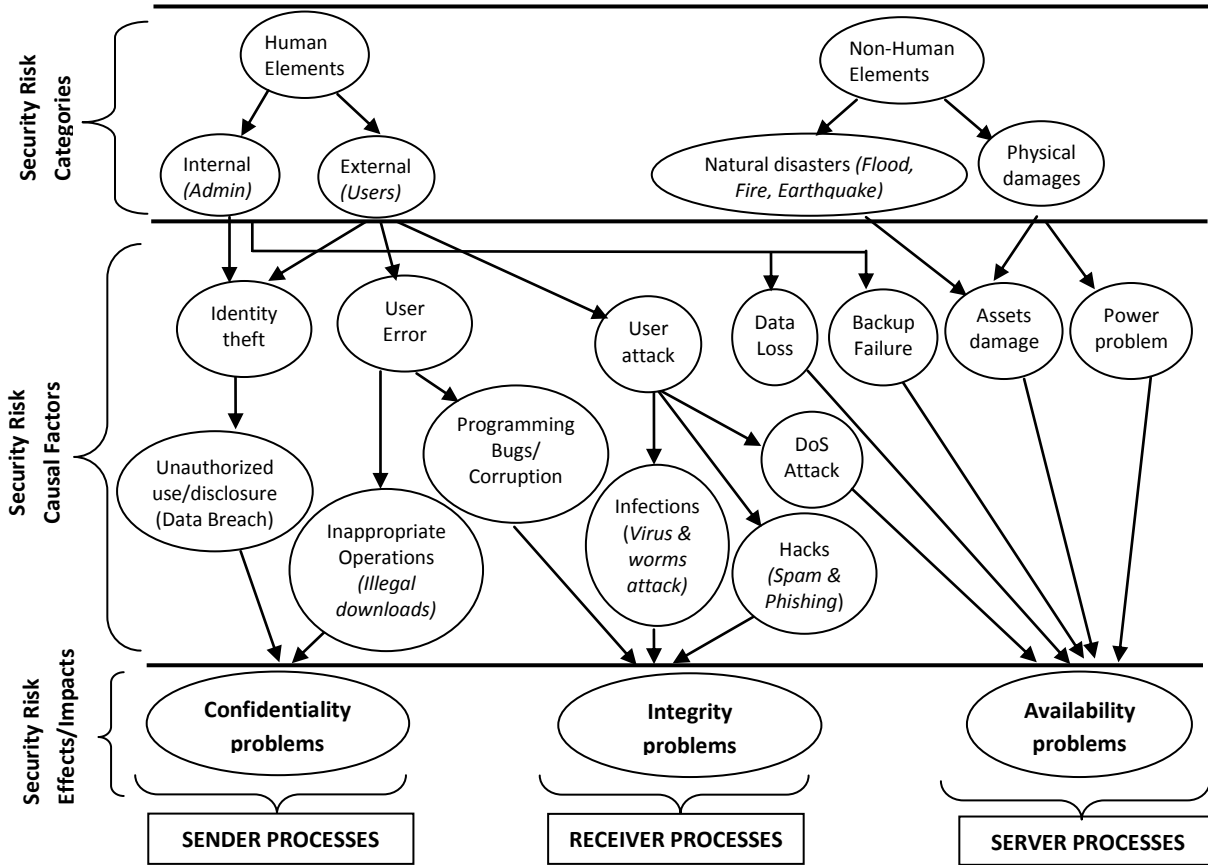 Security Risk
Categories
Human
Elements
Non-Human
Elements
Internal
(Admin)
External
(Users)
Natural disasters (Flood,
Fire, Earthquake)
Physical
damages
Security Risk
Causal Factors
Identity
theft
User
Error
User
attack
Data
Loss
Backup
Failure
Assets
damage
Power
problem
Unauthorized
use/disclosure
(Data Breach)
Programming
Bugs/
Corruption
DoS
Attack
Inappropriate
Operations
(Illegal
downloads)
Infections
(Virus &
worms
attack)
Hacks
(Spam &
Phishing)
Security Risk
Effects/Impacts
Confidentiality
problems
Integrity
problems
Availability
problems
SENDER PROCESSES
RECEIVER PROCESSES
SERVER PROCESSES